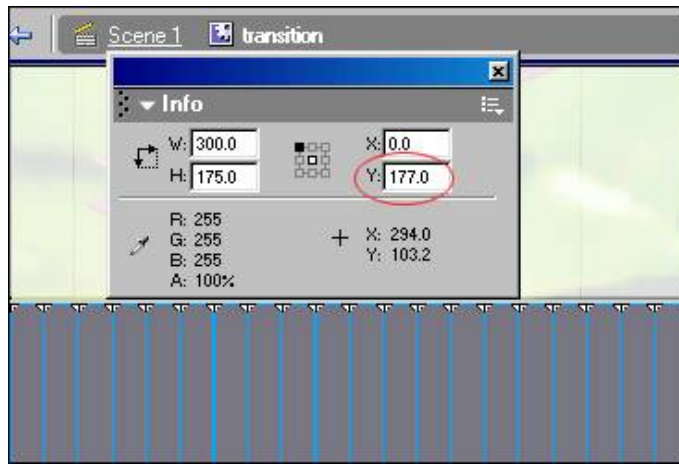 Scene 1 transition
Info
W: 300.0 X: 0.0
H: 175.0 Y: 177.0
R: 255
G: 255 X: 294.0
B: 255 Y: 103.2
A: 100%